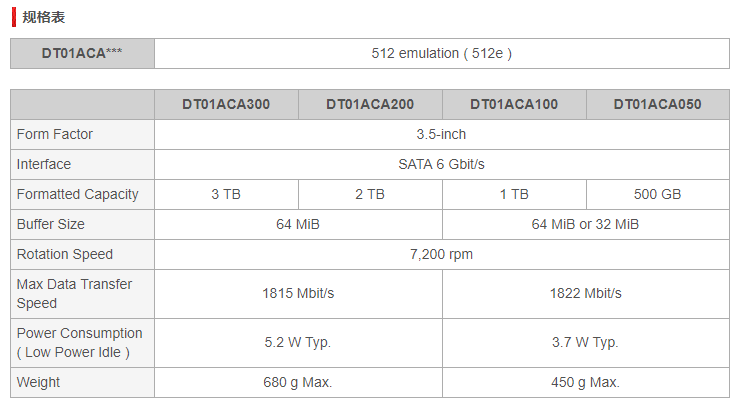 规格表
DT01ACA*** 512 emulation ( 512e )
DT01ACA300 DT01ACA200 DT01ACA100 DT01ACA050
Form Factor 3.5-inch
Interface SATA 6 Gbit/s
Formatted Capacity 3 TB 2 TB 1 TB 500 GB
Buffer Size 64 MiB 64 MiB or 32 MiB
Rotation Speed 7,200 rpm
Max Data Transfer
Speed 1815 Mbit/s 1822 Mbit/s
Power Consumption
( Low Power Idle ) 5.2 W Typ. 3.7 W Typ.
Weight 680 g Max. 450 g Max.